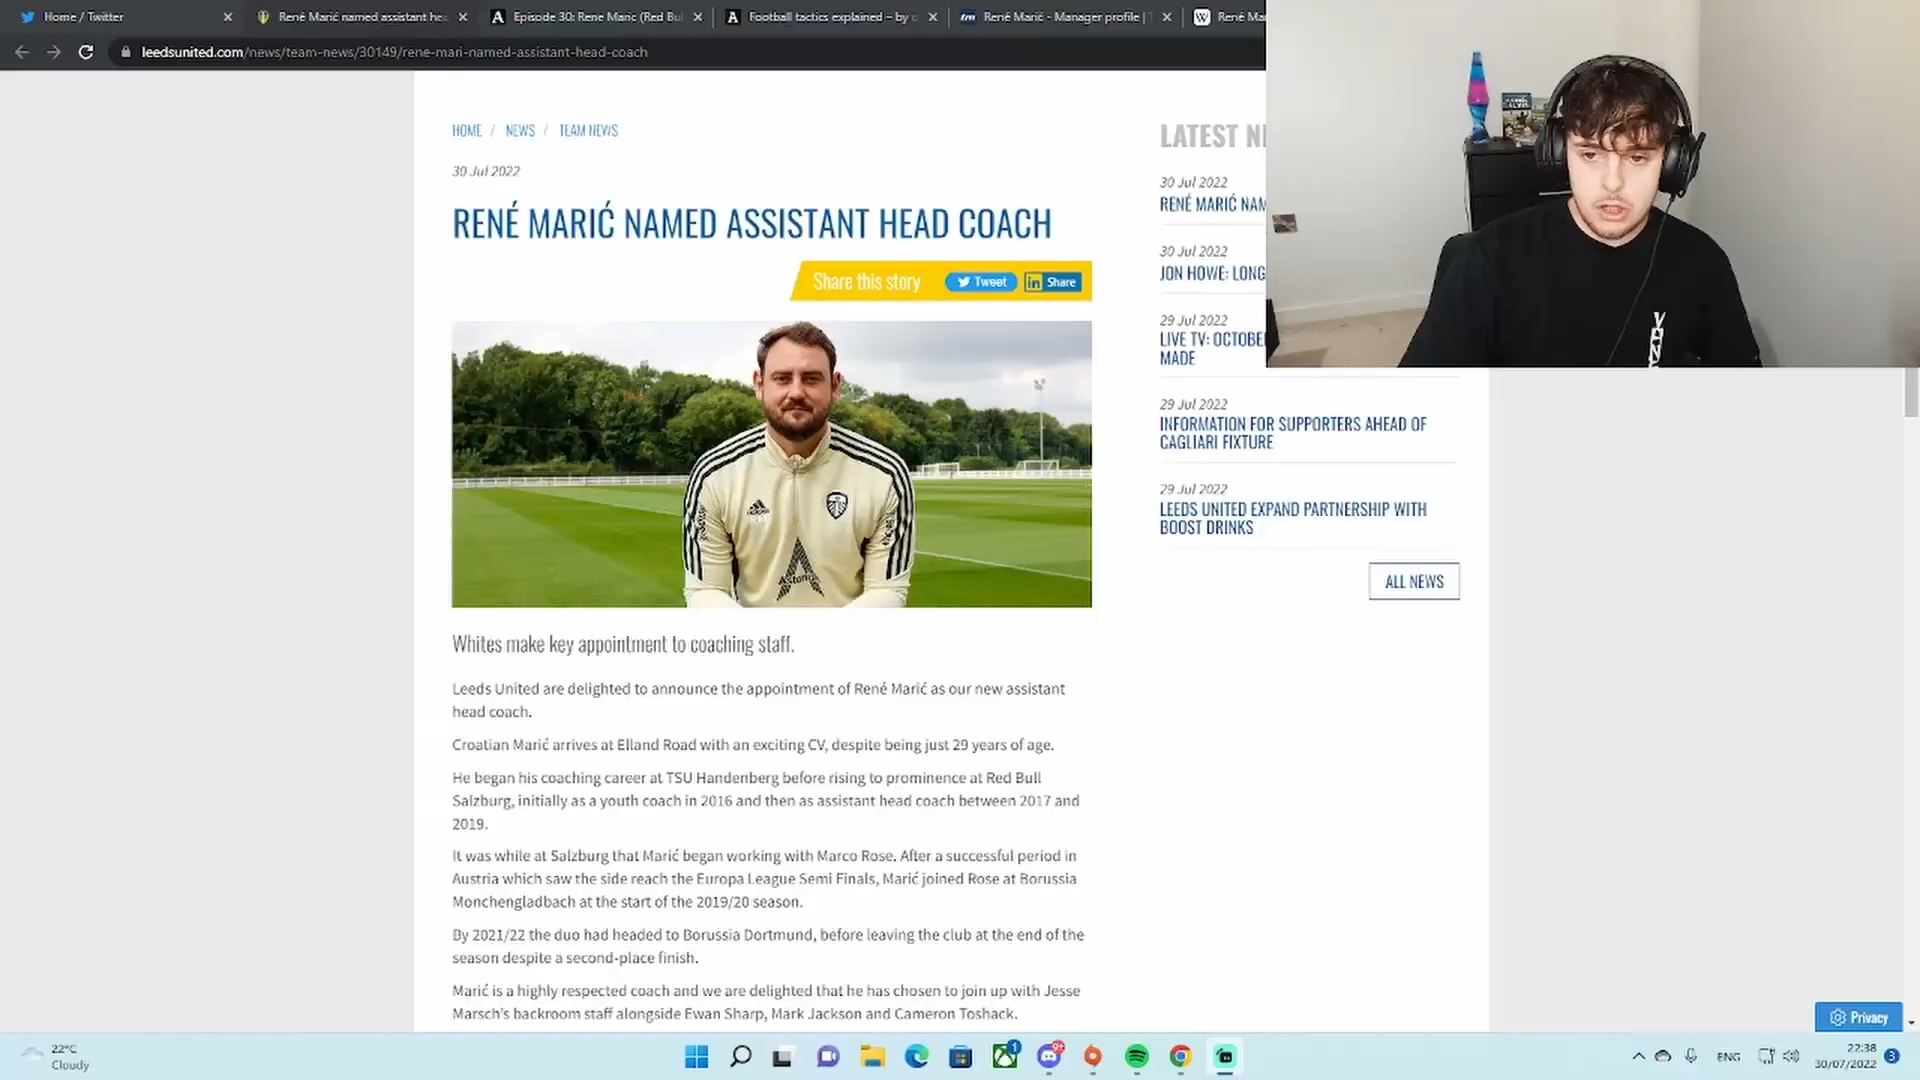 Home / Twitter
René Marić named assistant hea
Episode 30: Rene Maric (Red Bul
Football tactics explained – by o
René Marić - Manager profile | T
René Mar
leedsunited.com/news/team-news/30149/rene-mari-named-assistant-head-coach
HOME / NEWS / TEAM NEWS
30 Jul 2022
RENÉ MARIĆ NAMED ASSISTANT HEAD COACH
Share this story
Tweet
Share
Whites make key appointment to coaching staff.
Leeds United are delighted to announce the appointment of René Marić as our new assistant
head coach.
Croatian Marić arrives at Elland Road with an exciting CV, despite being just 29 years of age.
He began his coaching career at TSU Handenberg before rising to prominence at Red Bull
Salzburg, initially as a youth coach in 2016 and then as assistant head coach between 2017 and
2019.
It was while at Salzburg that Marić began working with Marco Rose. After a successful period in
Austria which saw the side reach the Europa League Semi Finals, Marić joined Rose at Borussia
Monchengladbach at the start of the 2019/20 season.
By 2021/22 the duo had headed to Borussia Dortmund, before leaving the club at the end of the
season despite a second-place finish.
Marić is a highly respected coach and we are delighted that he has chosen to join up with Jesse
Marsch's backroom staff alongside Ewan Sharp, Mark Jackson and Cameron Toshack.
LATEST NE
30 Jul 2022
RENÉ MARIĆ NAM
30 Jul 2022
JON HOWE: LONG
29 Jul 2022
LIVE TV: OCTOBE
MADE
29 Jul 2022
INFORMATION FOR SUPPORTERS AHEAD OF
CAGLIARI FIXTURE
29 Jul 2022
LEEDS UNITED EXPAND PARTNERSHIP WITH
BOOST DRINKS
ALL NEWS
Privacy
22°C
Cloudy
ENG
22:38
30/07/2022
3